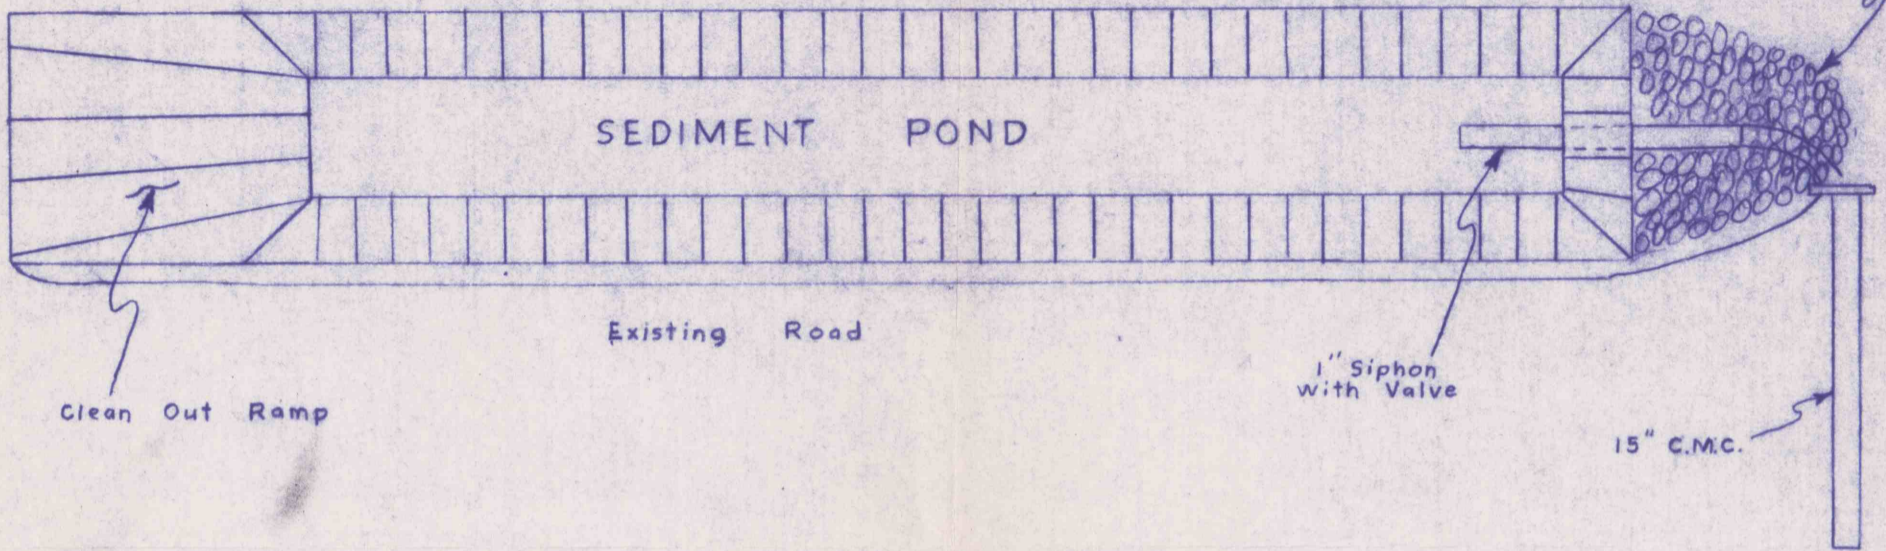 SEDIMENT POND
Existing Road
1" Siphon
with Valve
Clean Out Ramp
15" C.M.C.